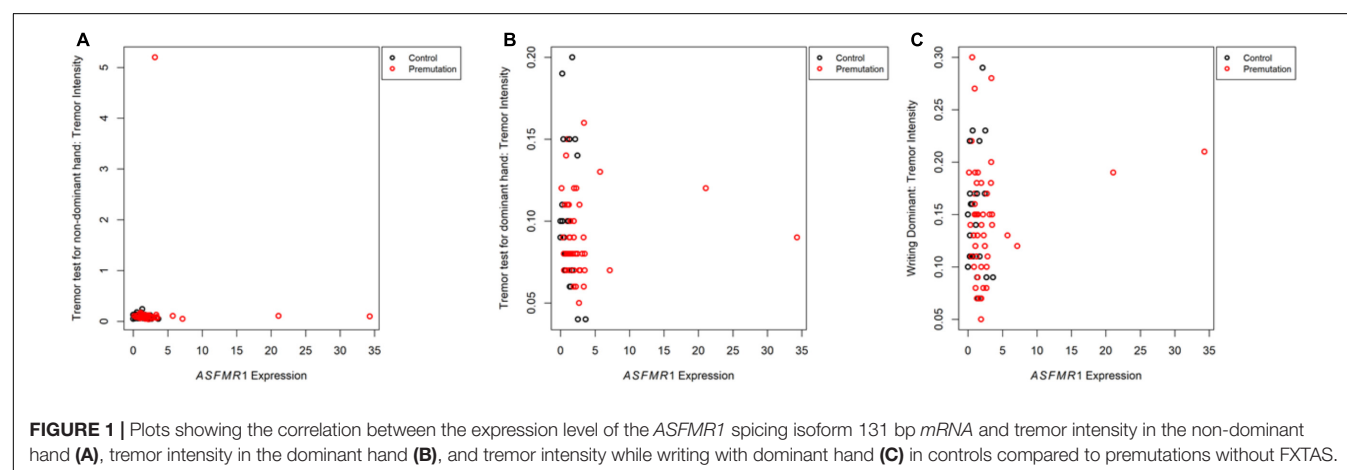 A
Tremor test for non-dominant hand: Tremor Intensity
5
4
3
2
1
0
0 5 10 15 20 25 30 35
ASFMR1 Expression
Control
Premutation
B
Tremor test for dominant hand: Tremor Intensity
0.20
0.15
0.10
0.05
0 5 10 15 20 25 30 35
ASFMR1 Expression
Control
Premutation
C
Writing Dominant: Tremor Intensity
0.30
0.25
0.20
0.15
0.10
0.05
0 5 10 15 20 25 30 35
ASFMR1 Expression
Control
Premutation
FIGURE 1 | Plots showing the correlation between the expression level of the ASFMR1 spicing isoform 131 bp mRNA and tremor intensity in the non-dominant
hand (A), tremor intensity in the dominant hand (B), and tremor intensity while writing with dominant hand (C) in controls compared to premutations without FXTAS.